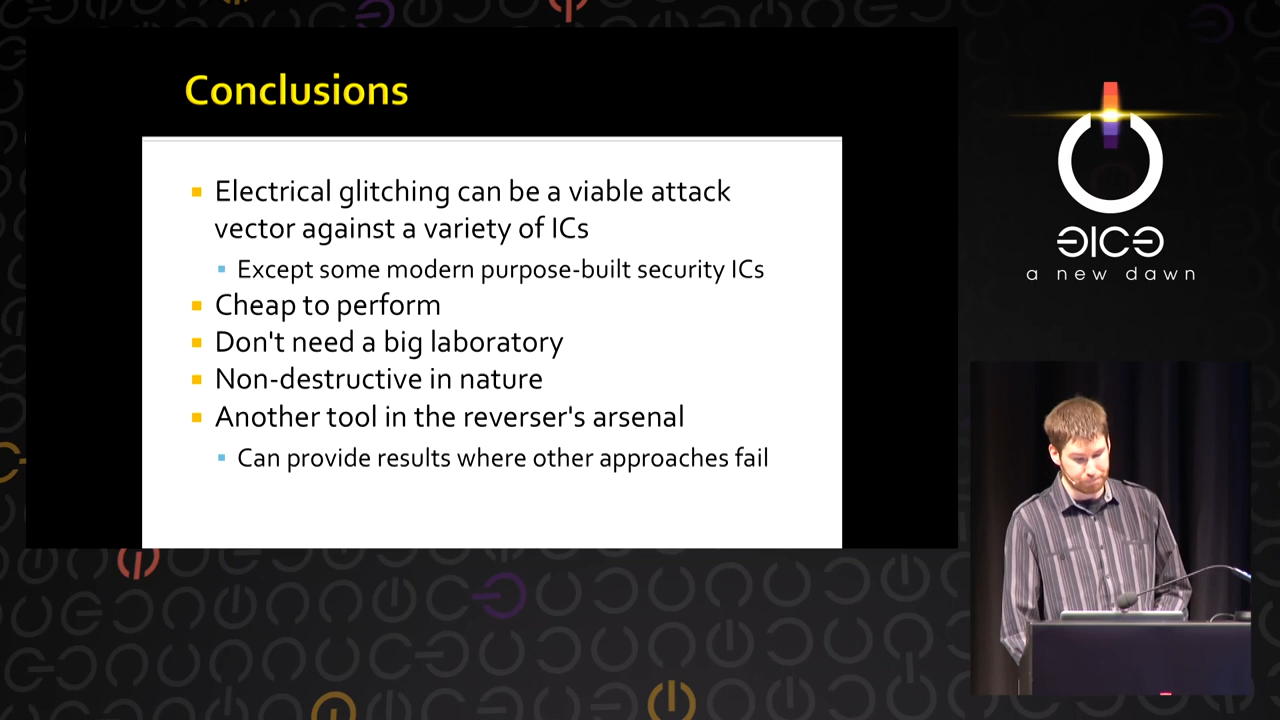 Conclusions
Electrical glitching can be a viable attack
vector against a variety of ICs
Except some modern purpose-built security ICs
Cheap to perform
Don't need a big laboratory
Non-destructive in nature
Another tool in the reverser's arsenal
Can provide results where other approaches fail
ƎICƏ
a new dawn